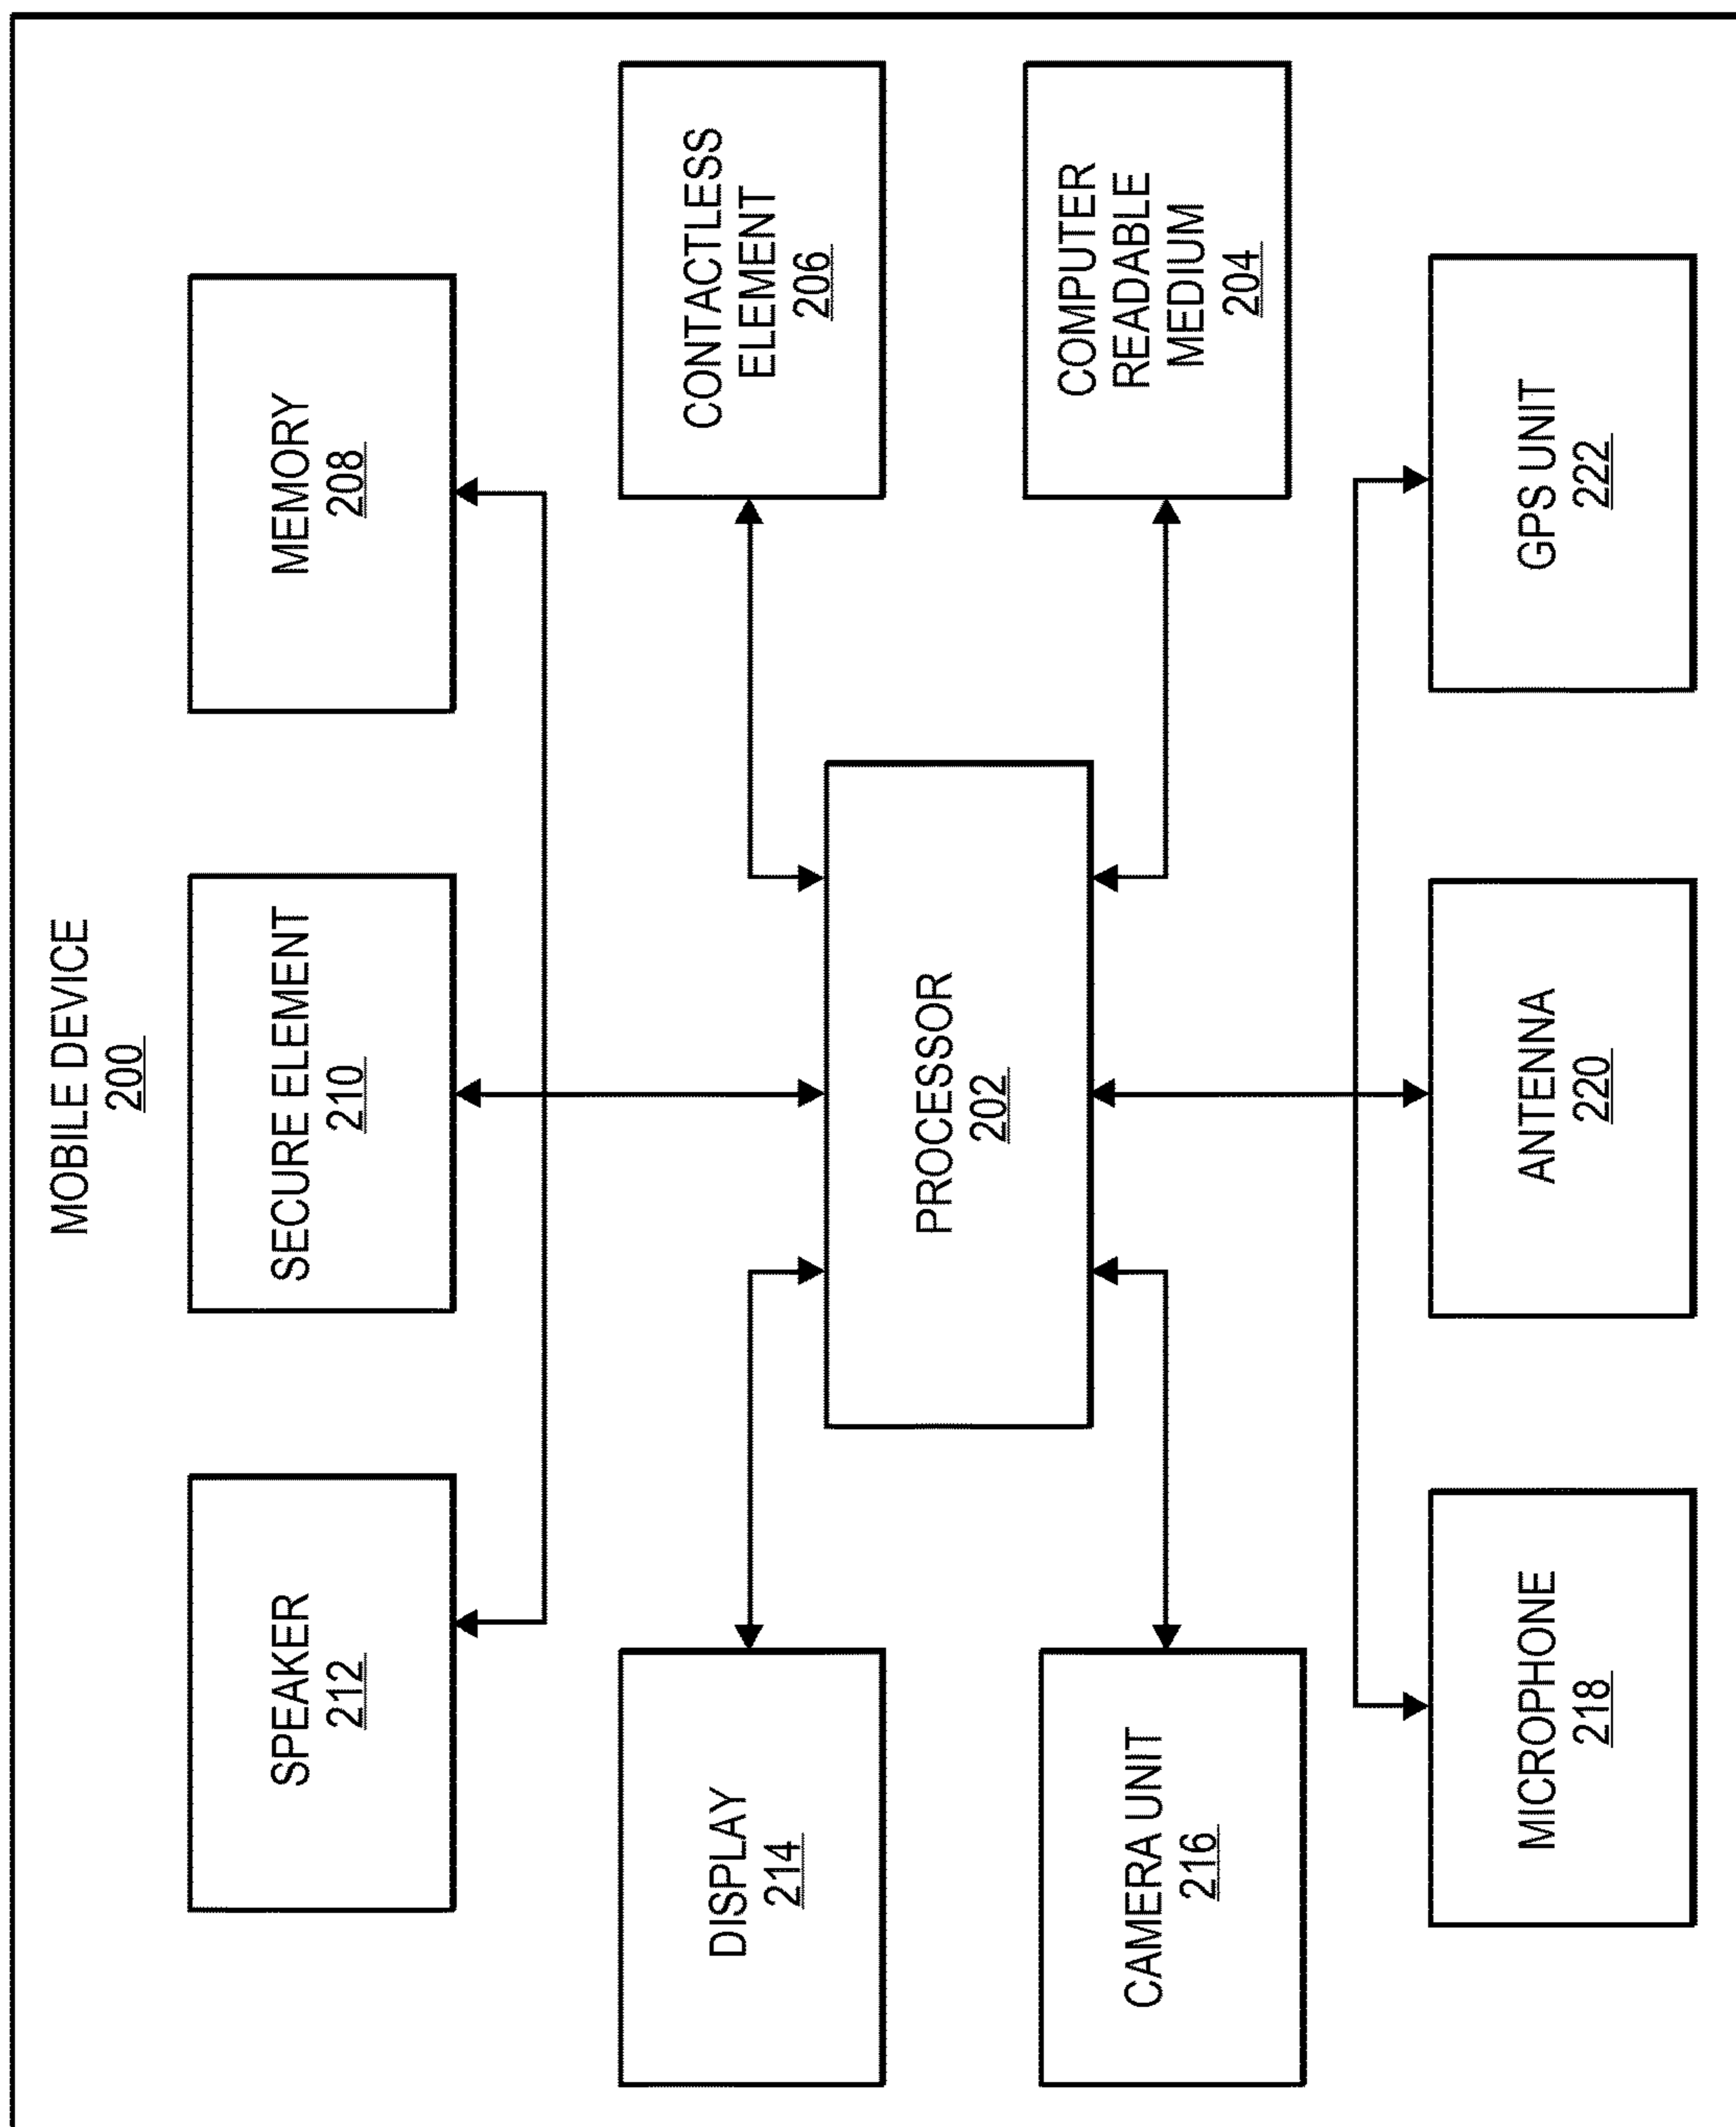 MOBILE DEVICE
200
SPEAKER
212
SECURE ELEMENT
210
MEMORY
208
DISPLAY
214
CONTACTLESS
ELEMENT
206
PROCESSOR
202
CAMERA UNIT
216
COMPUTER
READABLE
MEDIUM
204
MICROPHONE
218
ANTENNA
220
GPS UNIT
222